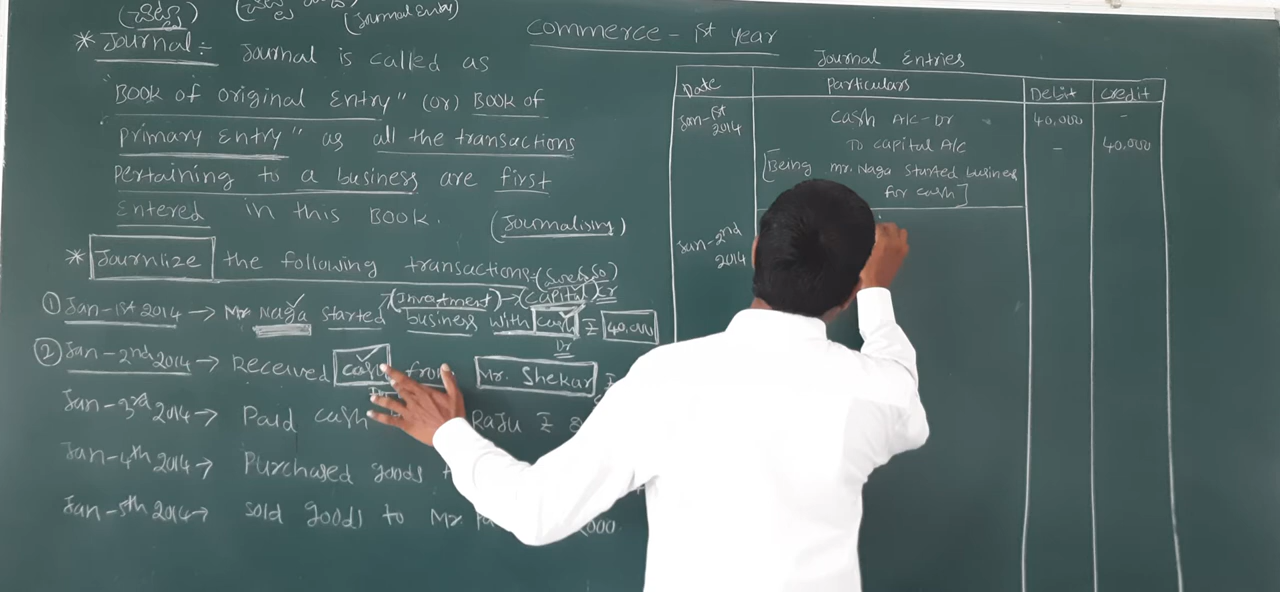 (Journal Entry)
Commerce - 1st Year
* Journal:- Journal is called as
"BOOK of original Entry" (or) BOOK of
primary Entry" as all the transactions
Pertaining to a business are first
Entered in this BOOK. (Journalising)
* Journlize the following transactions:-
(Investment) → (capital) Cr
① Jan-1st 2014 → Mr Naga started business with cash ₹ 40,000
Dr
② Jan-2nd 2014 → Received cash from Mr. Shekar ₹
Jan-3rd 2014 → Paid cash Raju ₹
Jan-4th 2014 → Purchased goods
Jan-5th 2014 → sold goods to Mr.
Journal Entries
Date Particulars Debit Credit
Jan-1st 2014 Cash A/c-Dr 40,000 -
To capital A/c - 40,000
[Being Mr. Naga started business
for cash]
Jan-2nd
2014